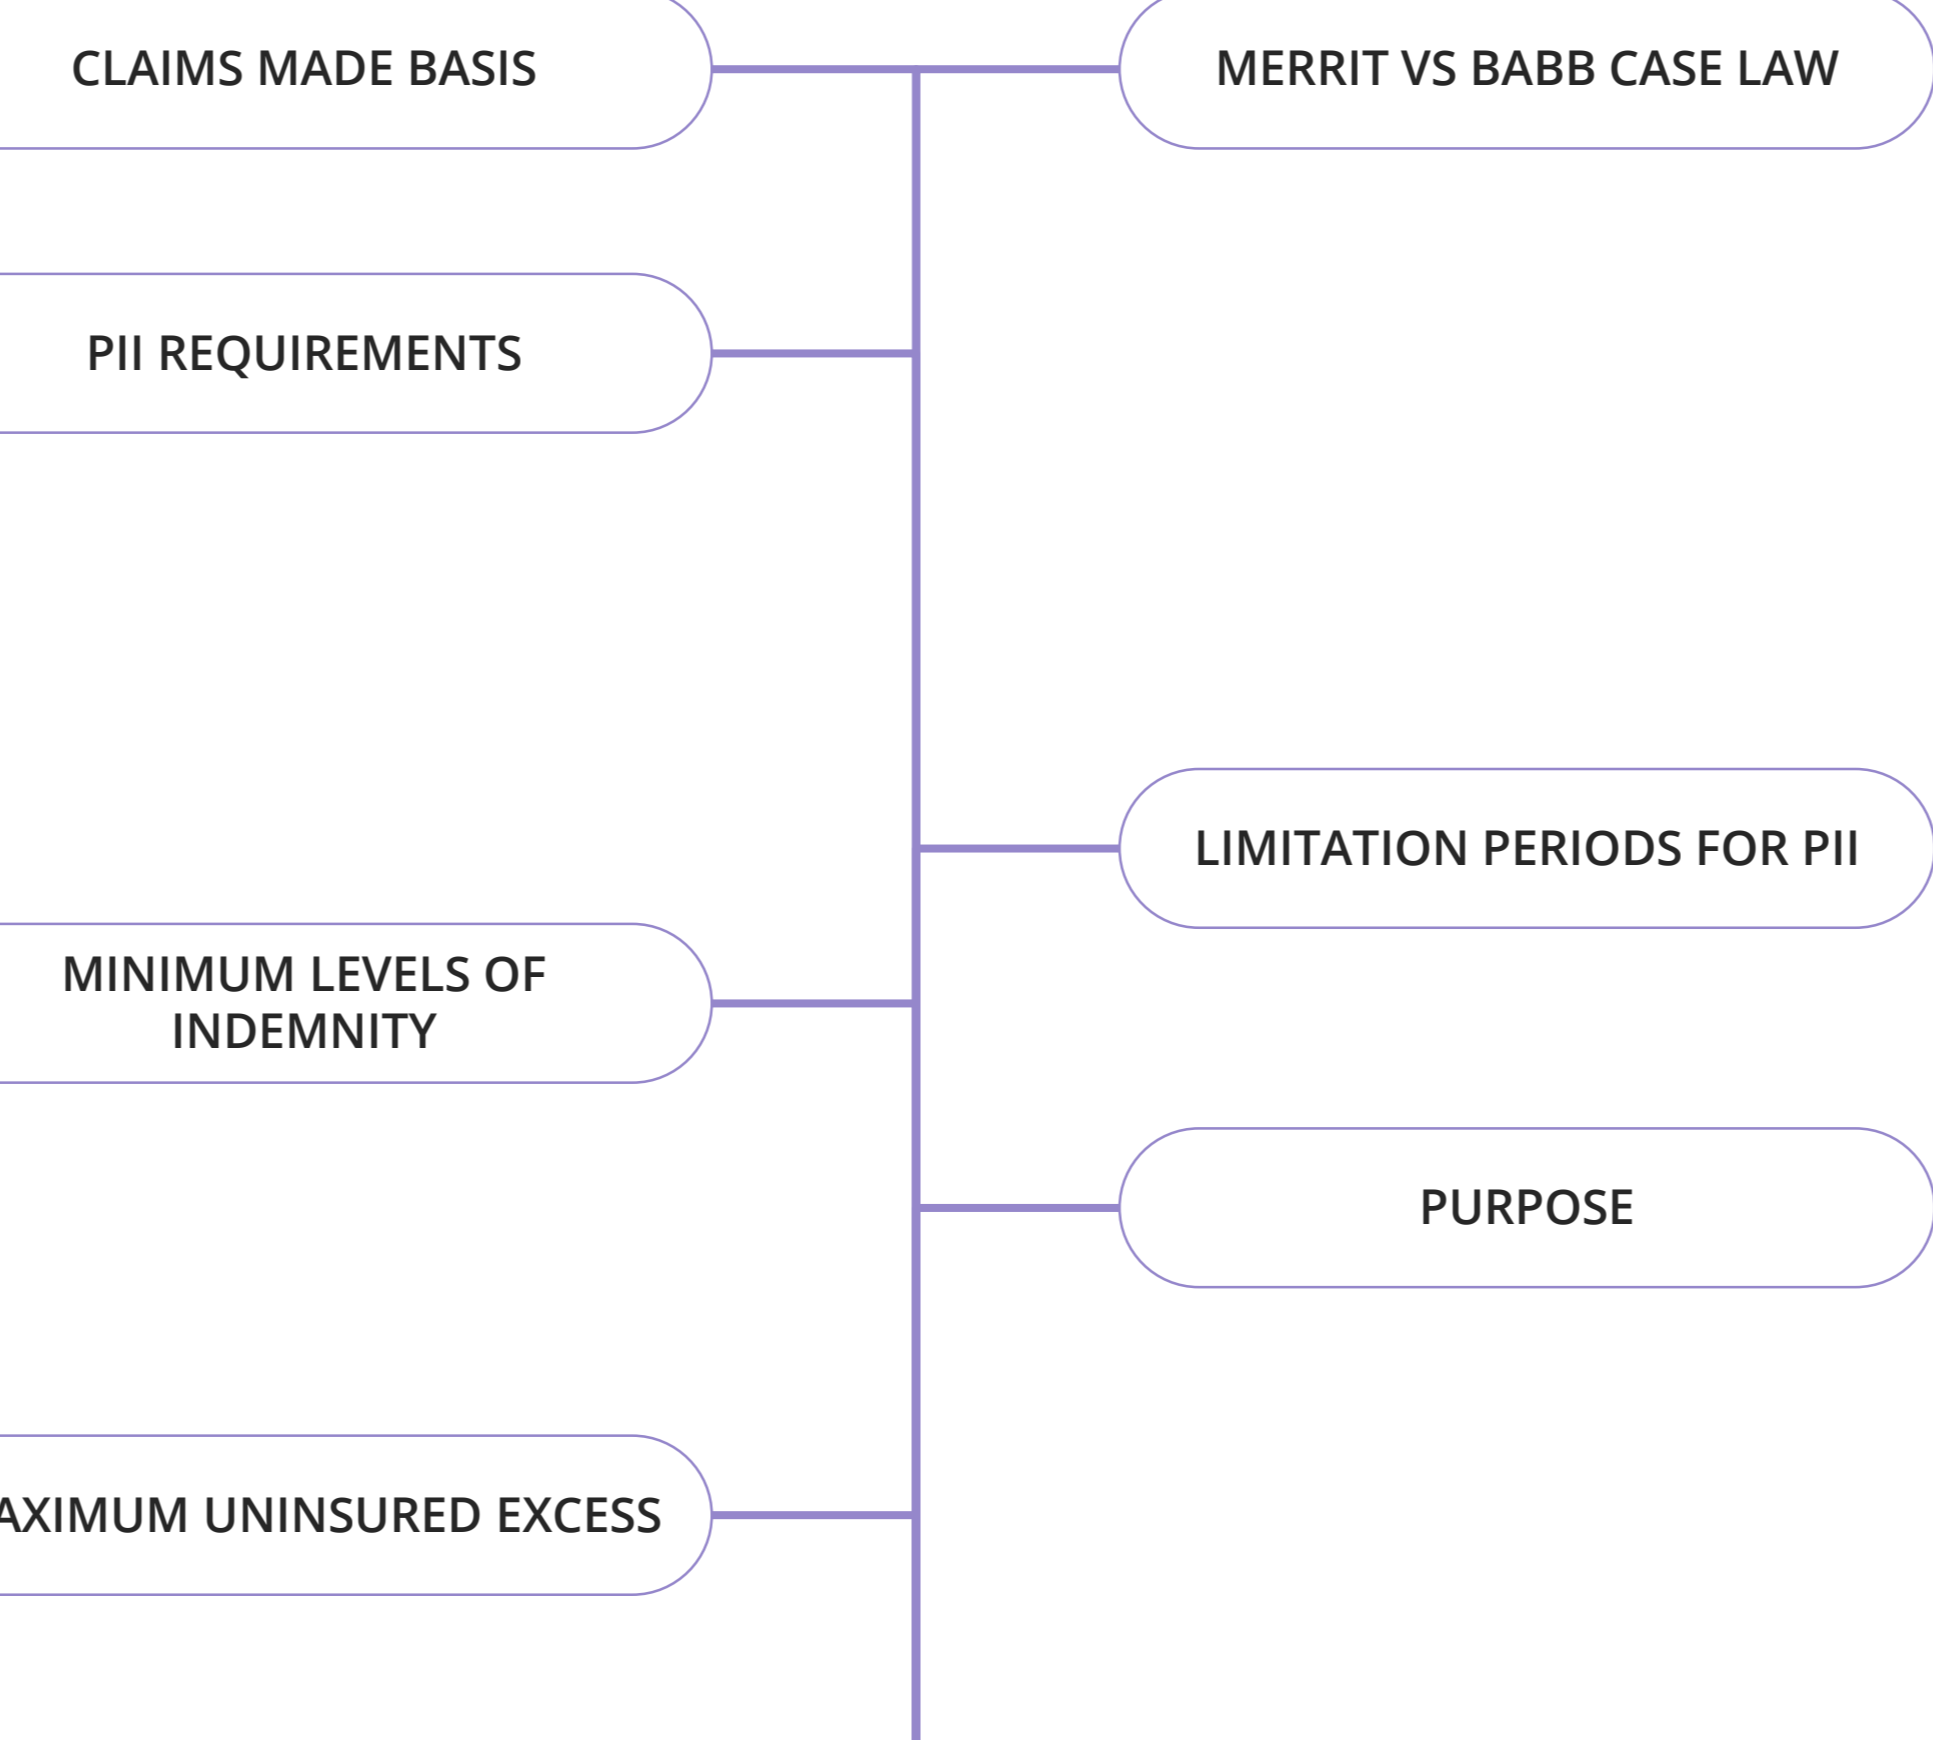 CLAIMS MADE BASIS
MERRIT VS BABB CASE LAW
PII REQUIREMENTS
LIMITATION PERIODS FOR PII
MINIMUM LEVELS OF
INDEMNITY
PURPOSE
AXIMUM UNINSURED EXCESS